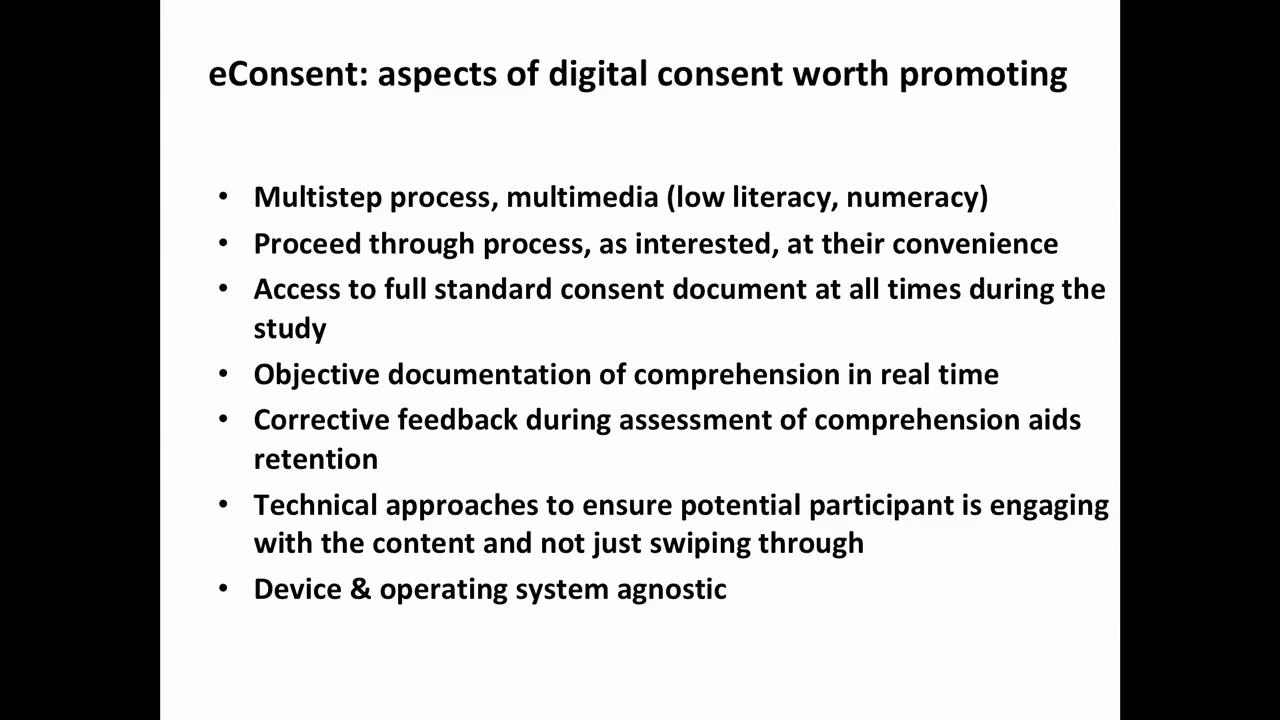 eConsent: aspects of digital consent worth promoting
• Multistep process, multimedia (low literacy, numeracy)
• Proceed through process, as interested, at their convenience
• Access to full standard consent document at all times during the
study
• Objective documentation of comprehension in real time
• Corrective feedback during assessment of comprehension aids
retention
• Technical approaches to ensure potential participant is engaging
with the content and not just swiping through
• Device & operating system agnostic